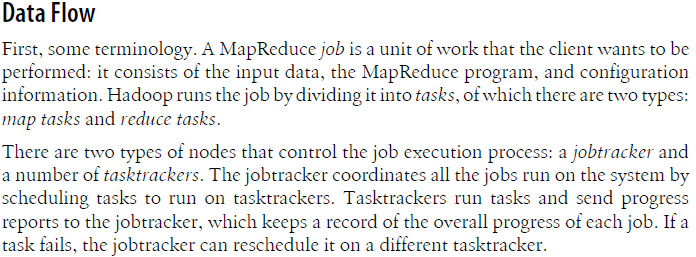 Data Flow
First, some terminology. A MapReduce job is a unit of work that the client wants to be
performed: it consists of the input data, the MapReduce program, and configuration
information. Hadoop runs the job by dividing it into tasks, of which there are two types:
map tasks and reduce tasks.
There are two types of nodes that control the job execution process: a jobtracker and
a number of tasktrackers. The jobtracker coordinates all the jobs run on the system by
scheduling tasks to run on tasktrackers. Tasktrackers run tasks and send progress
reports to the jobtracker, which keeps a record of the overall progress of each job. If a
task fails, the jobtracker can reschedule it on a different tasktracker.